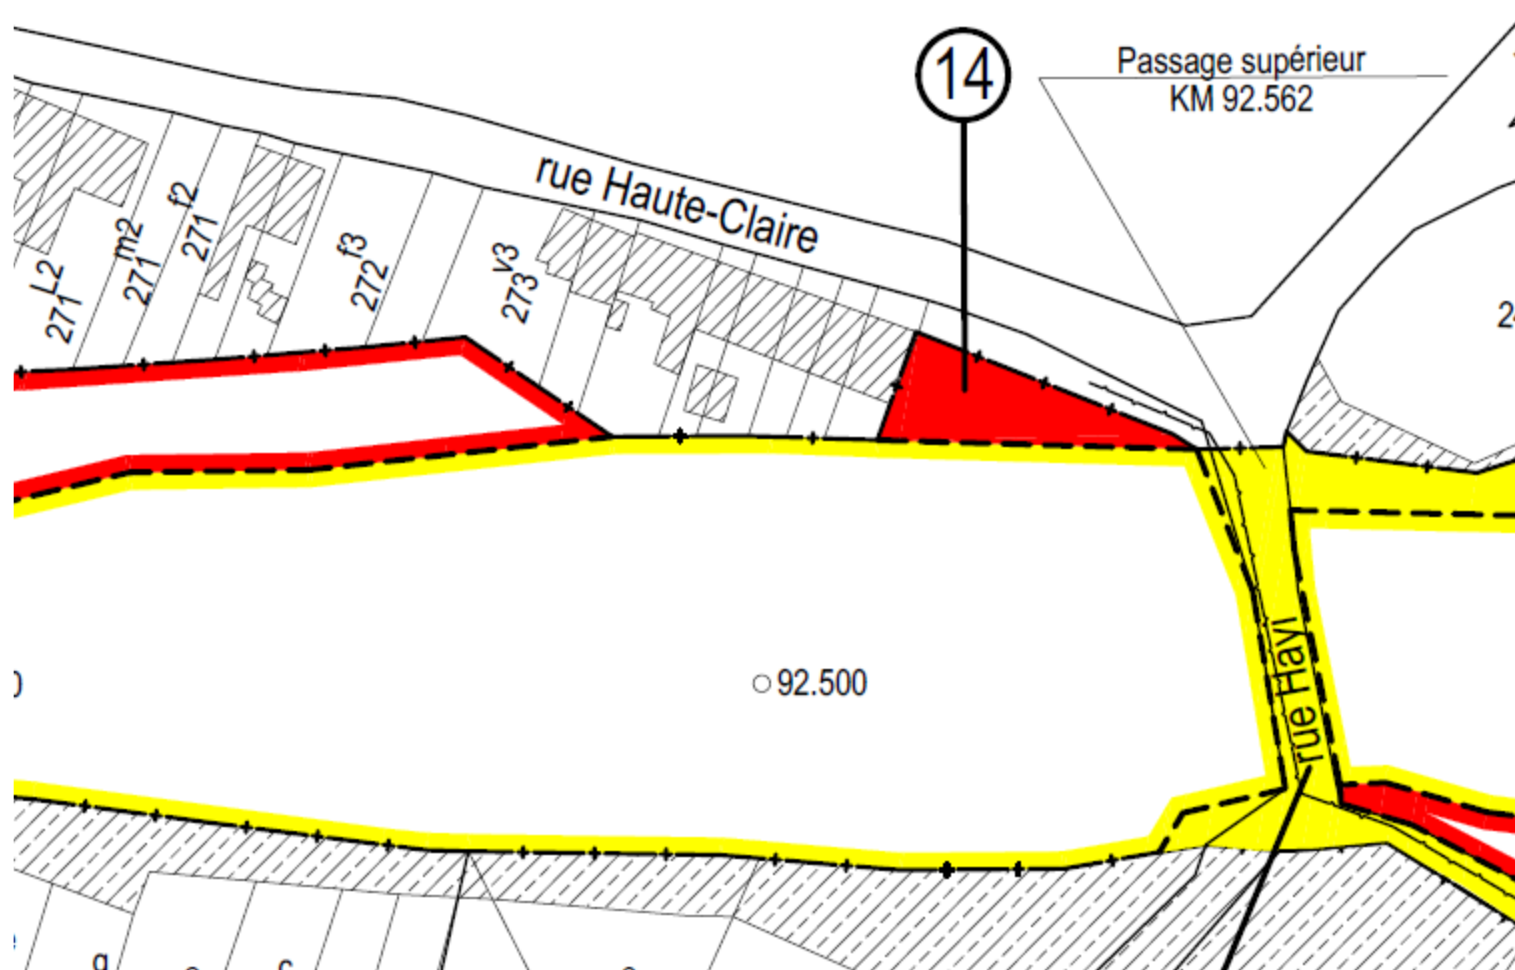 14
Passage supérieur
KM 92.562
rue Haute-Claire
L2
271
m2
271
f2
271
f3
272
v3
273
92.500
rue Hayi